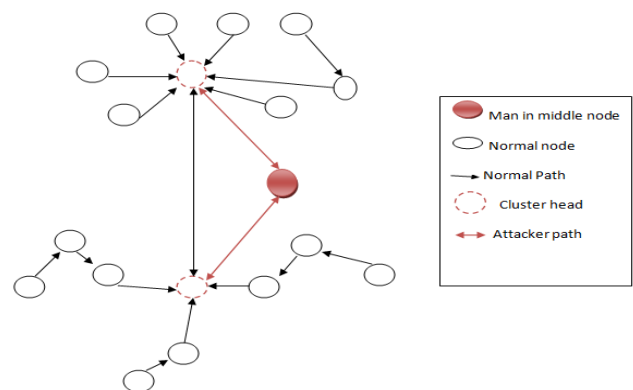 Man in middle node
Normal node
Normal Path
Cluster head
Attacker path